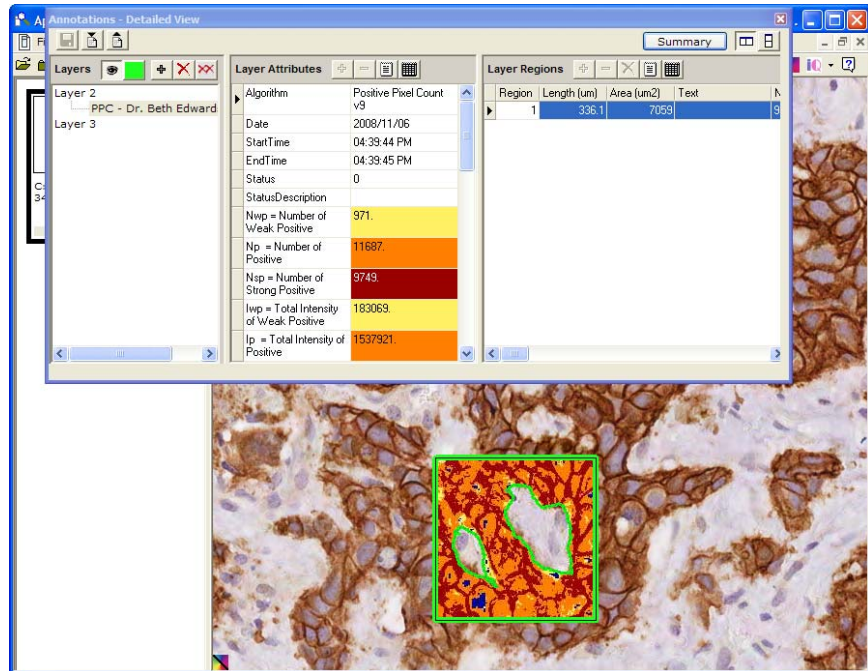 Annotations - Detailed View
Summary
Layers
Layer Attributes
Layer Regions
Layer 2
PPC - Dr. Beth Edward
Layer 3
Algorithm Positive Pixel Count
v9
Date 2008/11/06
StartTime 04:39:44 PM
EndTime 04:39:45 PM
Status 0
StatusDescription
Nwp = Number of 971.
Weak Positive
Np = Number of 11687.
Positive
Nsp = Number of 9749.
Strong Positive
Iwp = Total Intensity 183069.
of Weak Positive
Ip = Total Intensity of 1537921.
Positive
Region Length (um) Area (um2) Text N
1 336.1 7059 9
iQ